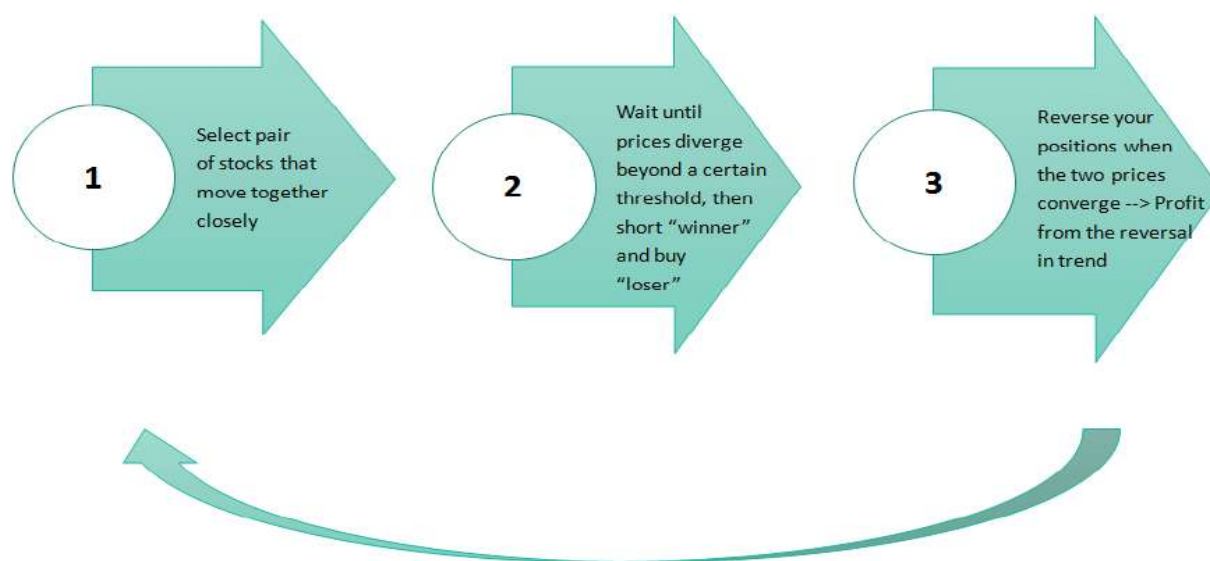 1
Select pair
of stocks that
move together
closely
2
Wait until
prices diverge
beyond a certain
threshold, then
short “winner”
and buy
“loser”
3
Reverse your
positions when
the two prices
converge --> Profit
from the reversal
in trend